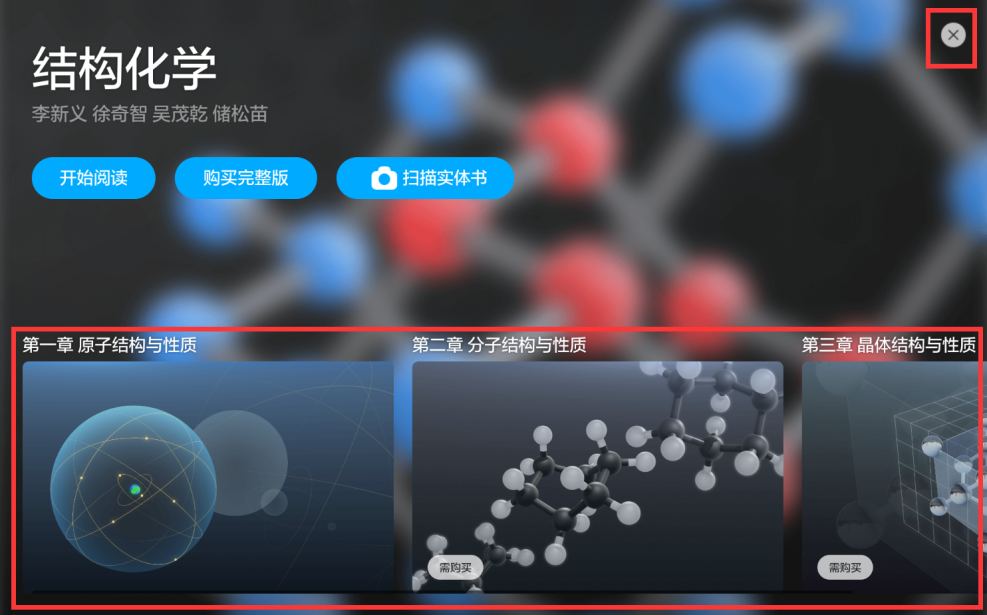 结构化学
李新义 徐奇智 吴茂乾 储松苗
开始阅读 购买完整版 扫描实体书
第一章 原子结构与性质 第二章 分子结构与性质 第三章 晶体结构与性质
需购买 需购买